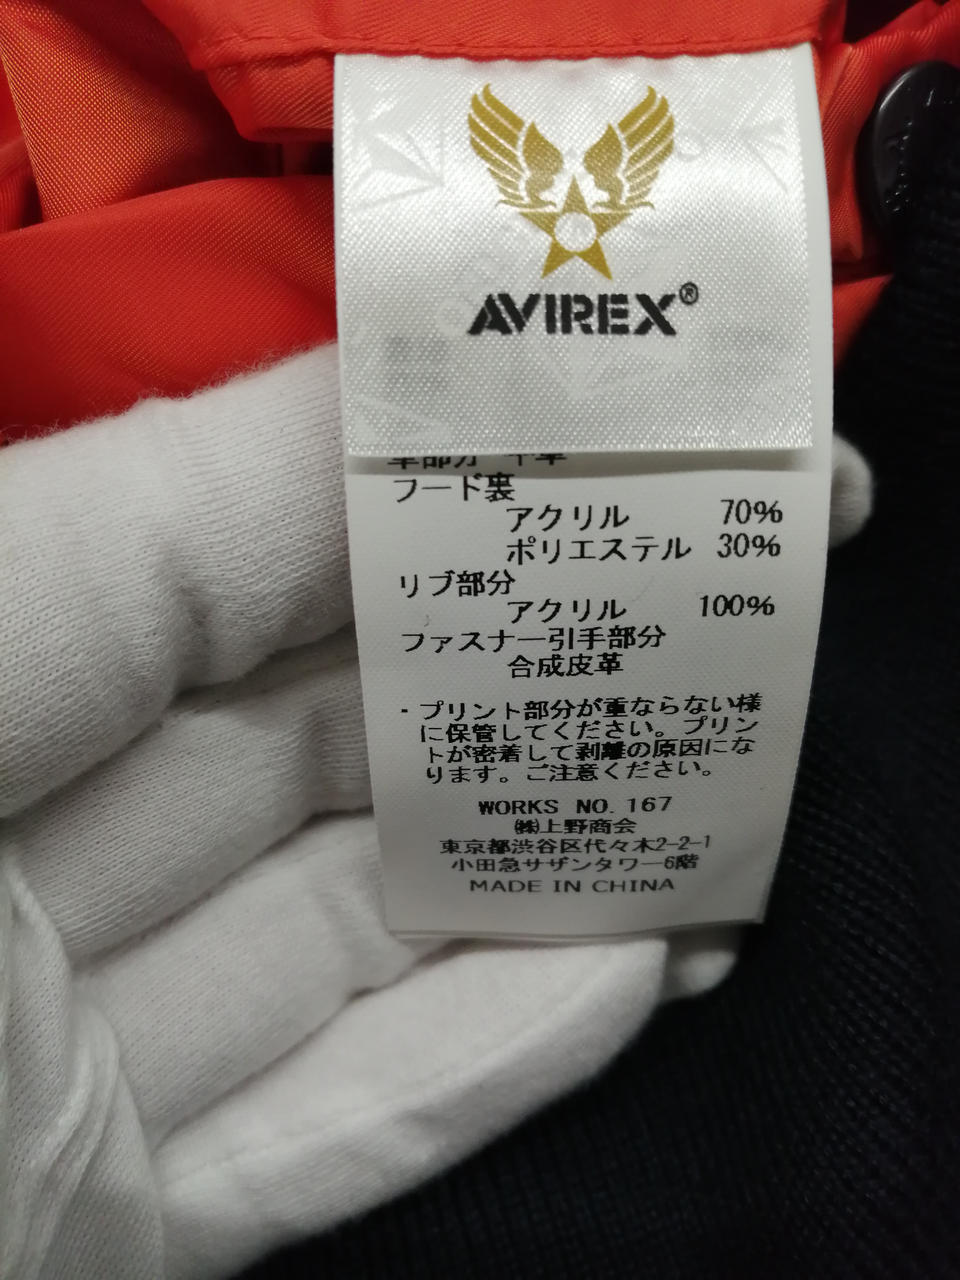 AVIREX®
革部分 牛革
フード裏
アクリル 70%
ポリエステル 30%
リブ部分
アクリル 100%
ファスナー引手部分
合成皮革
・プリント部分が重ならない様
に保管してください。プリン
トが密着して剥離の原因にな
ります。ご注意ください。
WORKS NO. 167
㈱上野商会
東京都渋谷区代々木2-2-1
小田急サザンタワー6階
MADE IN CHINA